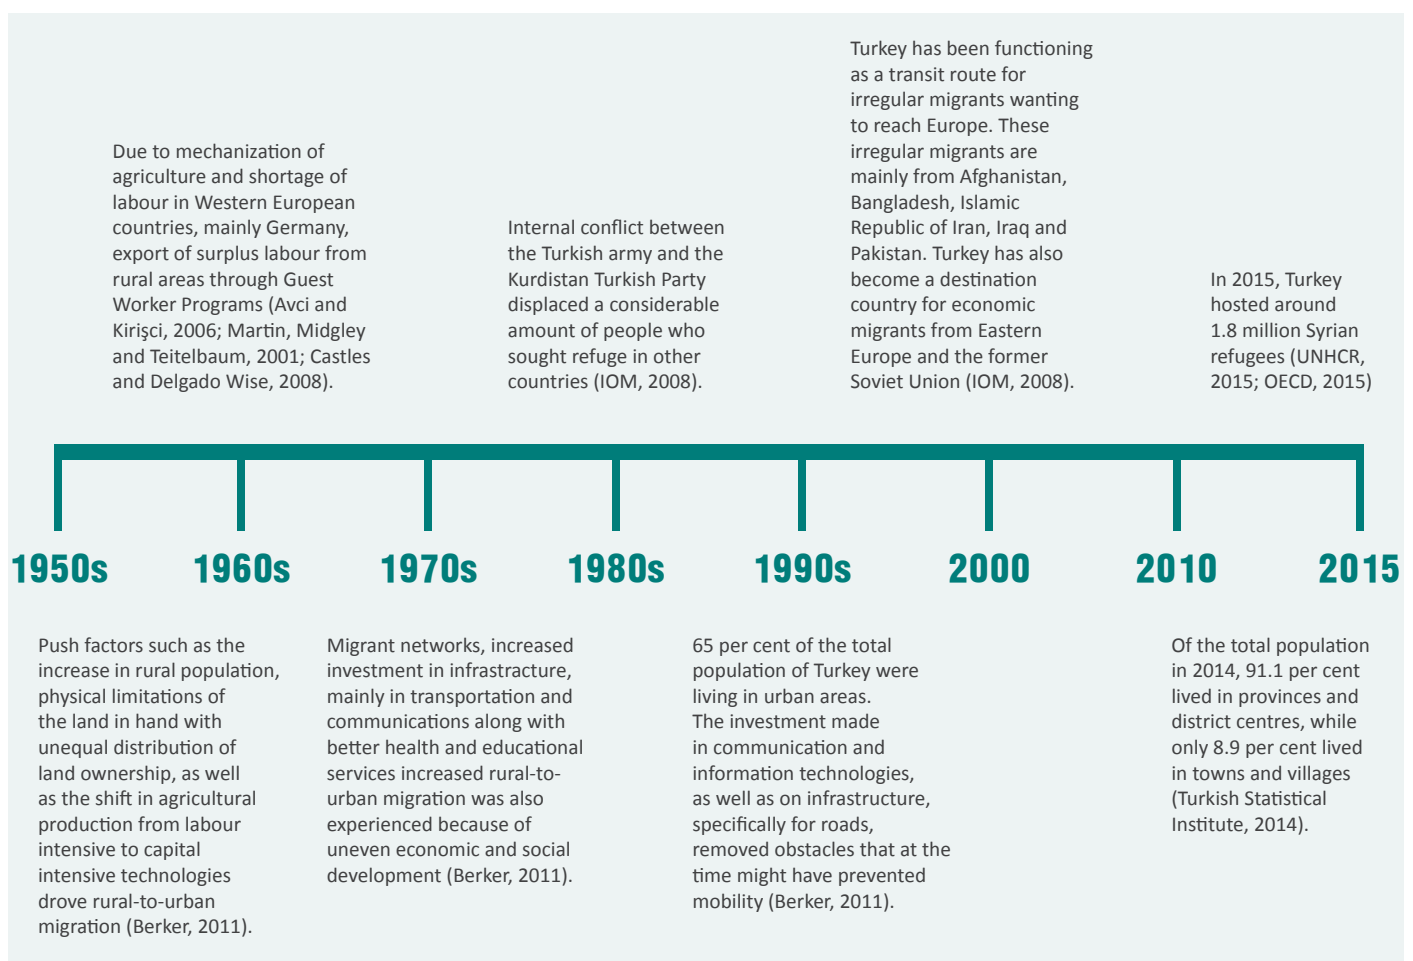 Due to mechanization of
agriculture and shortage of
labour in Western European
countries, mainly Germany,
export of surplus labour from
rural areas through Guest
Worker Programs (Avci and
Kirişci, 2006; Martin, Midgley
and Teitelbaum, 2001; Castles
and Delgado Wise, 2008).
Internal conflict between
the Turkish army and the
Kurdistan Turkish Party
displaced a considerable
amount of people who
sought refuge in other
countries (IOM, 2008).
Turkey has been functioning
as a transit route for
irregular migrants wanting
to reach Europe. These
irregular migrants are
mainly from Afghanistan,
Bangladesh, Islamic
Republic of Iran, Iraq and
Pakistan. Turkey has also
become a destination
country for economic
migrants from Eastern
Europe and the former
Soviet Union (IOM, 2008).
In 2015, Turkey
hosted around
1.8 million Syrian
refugees (UNHCR,
2015; OECD, 2015)
1950s 1960s 1970s 1980s 1990s 2000 2010 2015
Push factors such as the
increase in rural population,
physical limitations of
the land in hand with
unequal distribution of
land ownership, as well
as the shift in agricultural
production from labour
intensive to capital
intensive technologies
drove rural-to-urban
migration (Berker, 2011).
Migrant networks, increased
investment in infrastracture,
mainly in transportation and
communications along with
better health and educational
services increased rural-to-
urban migration was also
experienced because of
uneven economic and social
development (Berker, 2011).
65 per cent of the total
population of Turkey were
living in urban areas.
The investment made
in communication and
information technologies,
as well as on infrastructure,
specifically for roads,
removed obstacles that at the
time might have prevented
mobility (Berker, 2011).
Of the total population
in 2014, 91.1 per cent
lived in provinces and
district centres, while
only 8.9 per cent lived
in towns and villages
(Turkish Statistical
Institute, 2014).